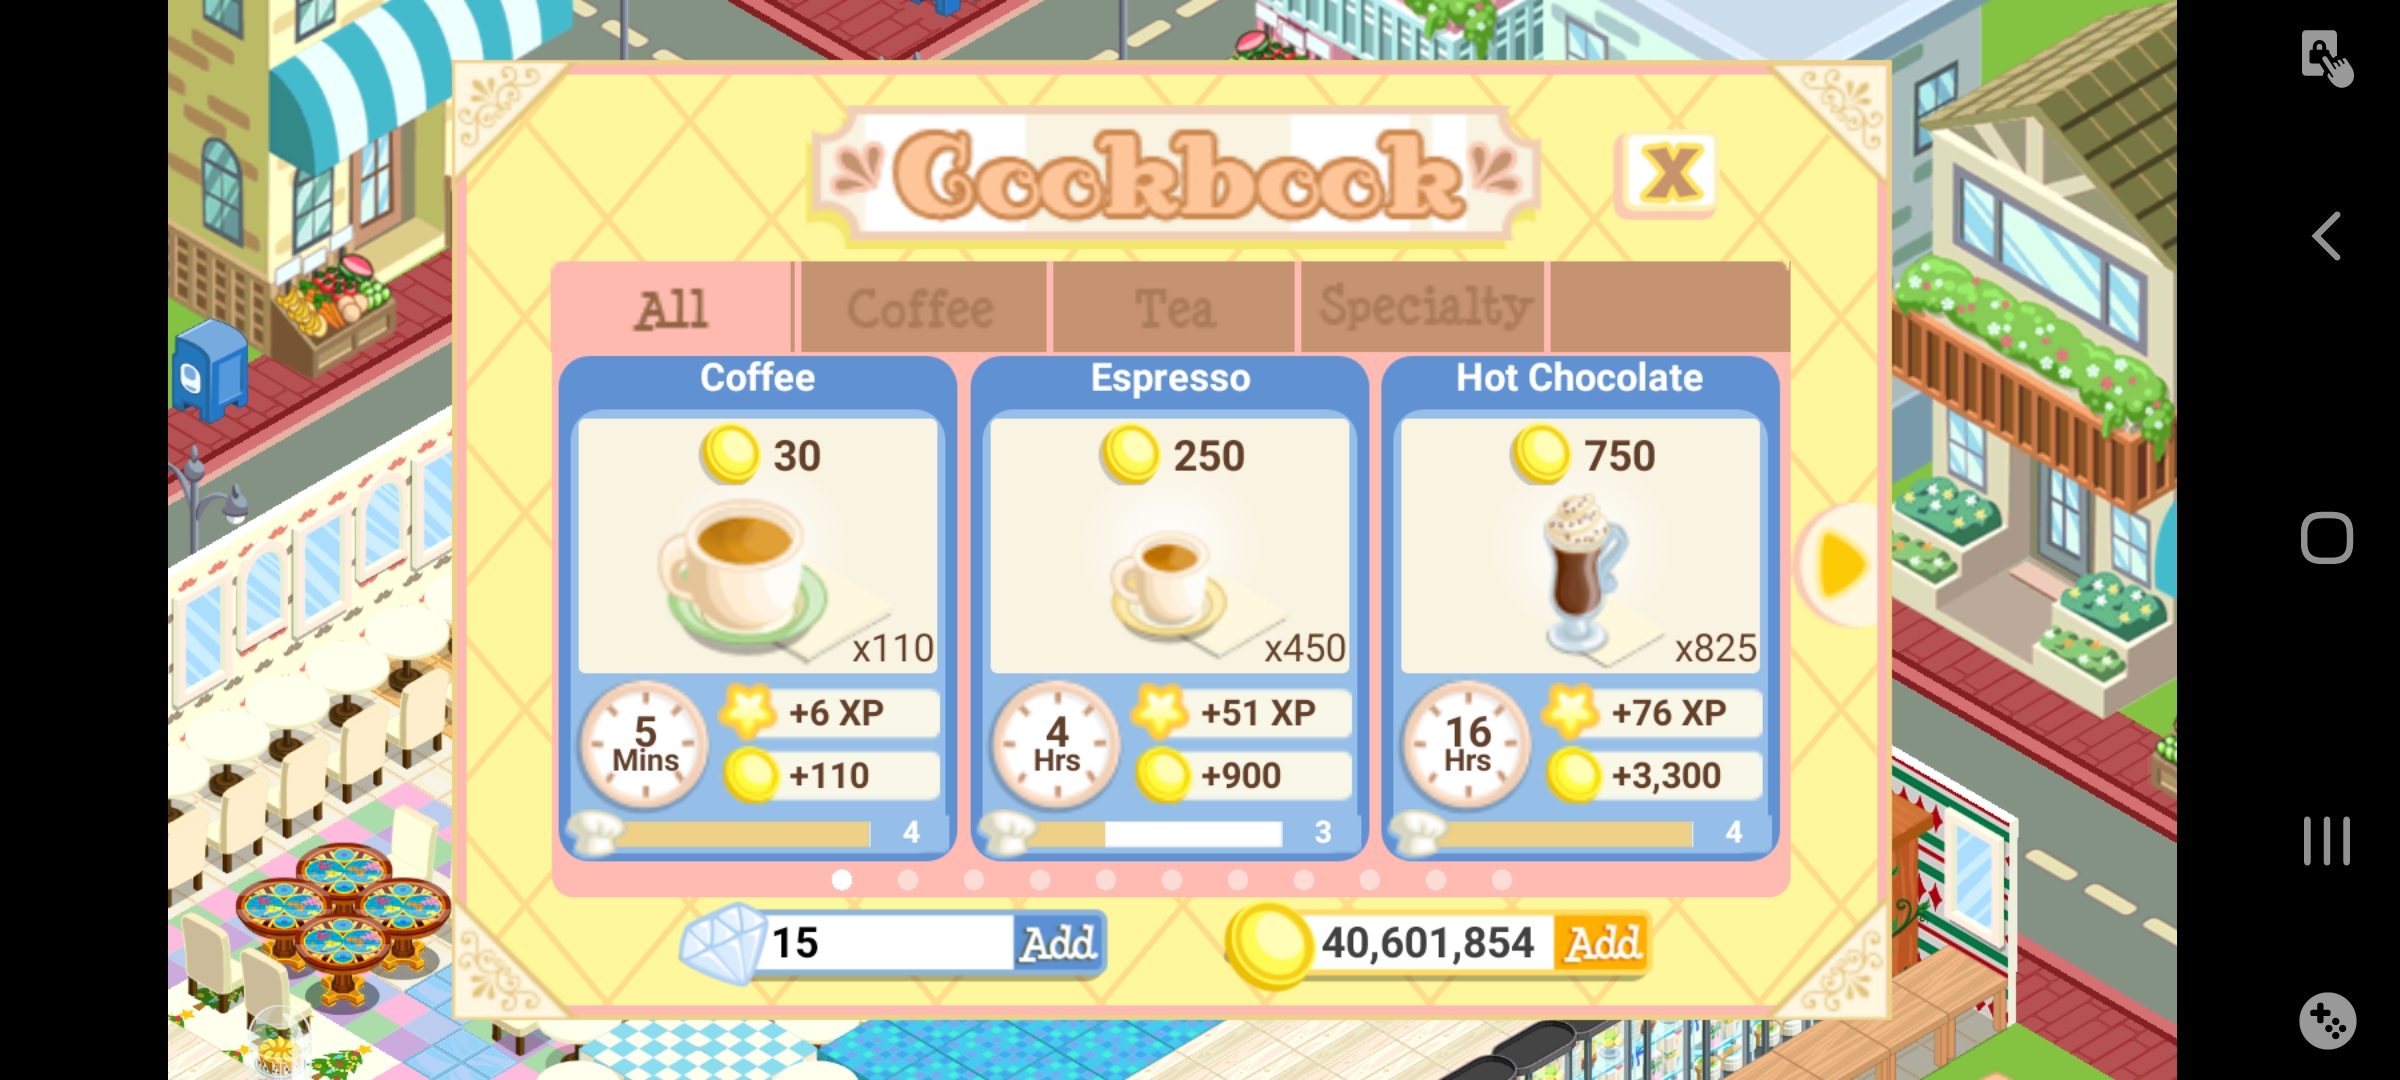 Cookbook
X
All
Coffee
Tea
Specialty
Coffee
30
x110
5
Mins
+6 XP
+110
4
Espresso
250
x450
4
Hrs
+51 XP
+900
3
Hot Chocolate
750
x825
16
Hrs
+76 XP
+3,300
4
15
Add
40,601,854
Add